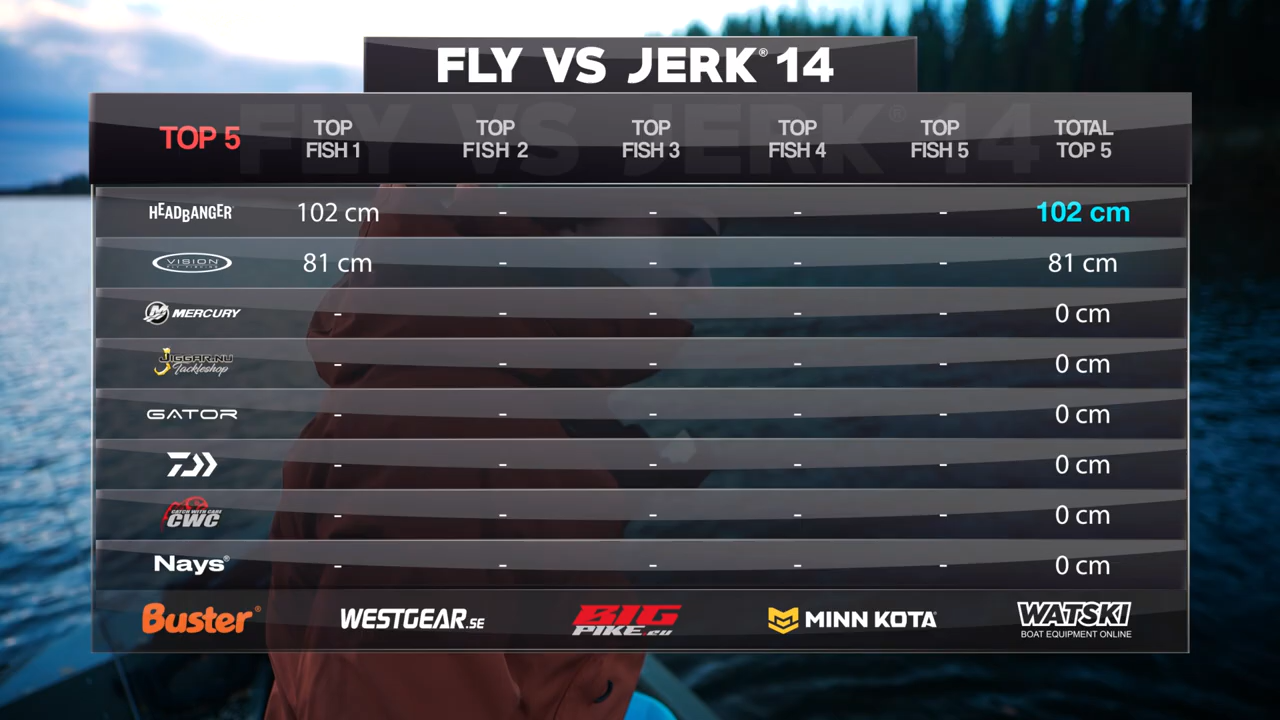 FLY VS JERK® 14
TOP 5 TOP FISH 1 TOP FISH 2 TOP FISH 3 TOP FISH 4 TOP FISH 5 TOTAL TOP 5
HEADBANGER 102 cm - - - - 102 cm
VISION 81 cm - - - - 81 cm
MERCURY - - - - - 0 cm
JIGGAR.NU Tackleshop - - - - - 0 cm
GATOR - - - - - 0 cm
- - - - - 0 cm
CATCH WITH CARE CWC - - - - - 0 cm
Nays® - - - - - 0 cm
Buster® WESTGEAR.SE BIG PIKE.EU MINN KOTA® WATSKI BOAT EQUIPMENT ONLINE